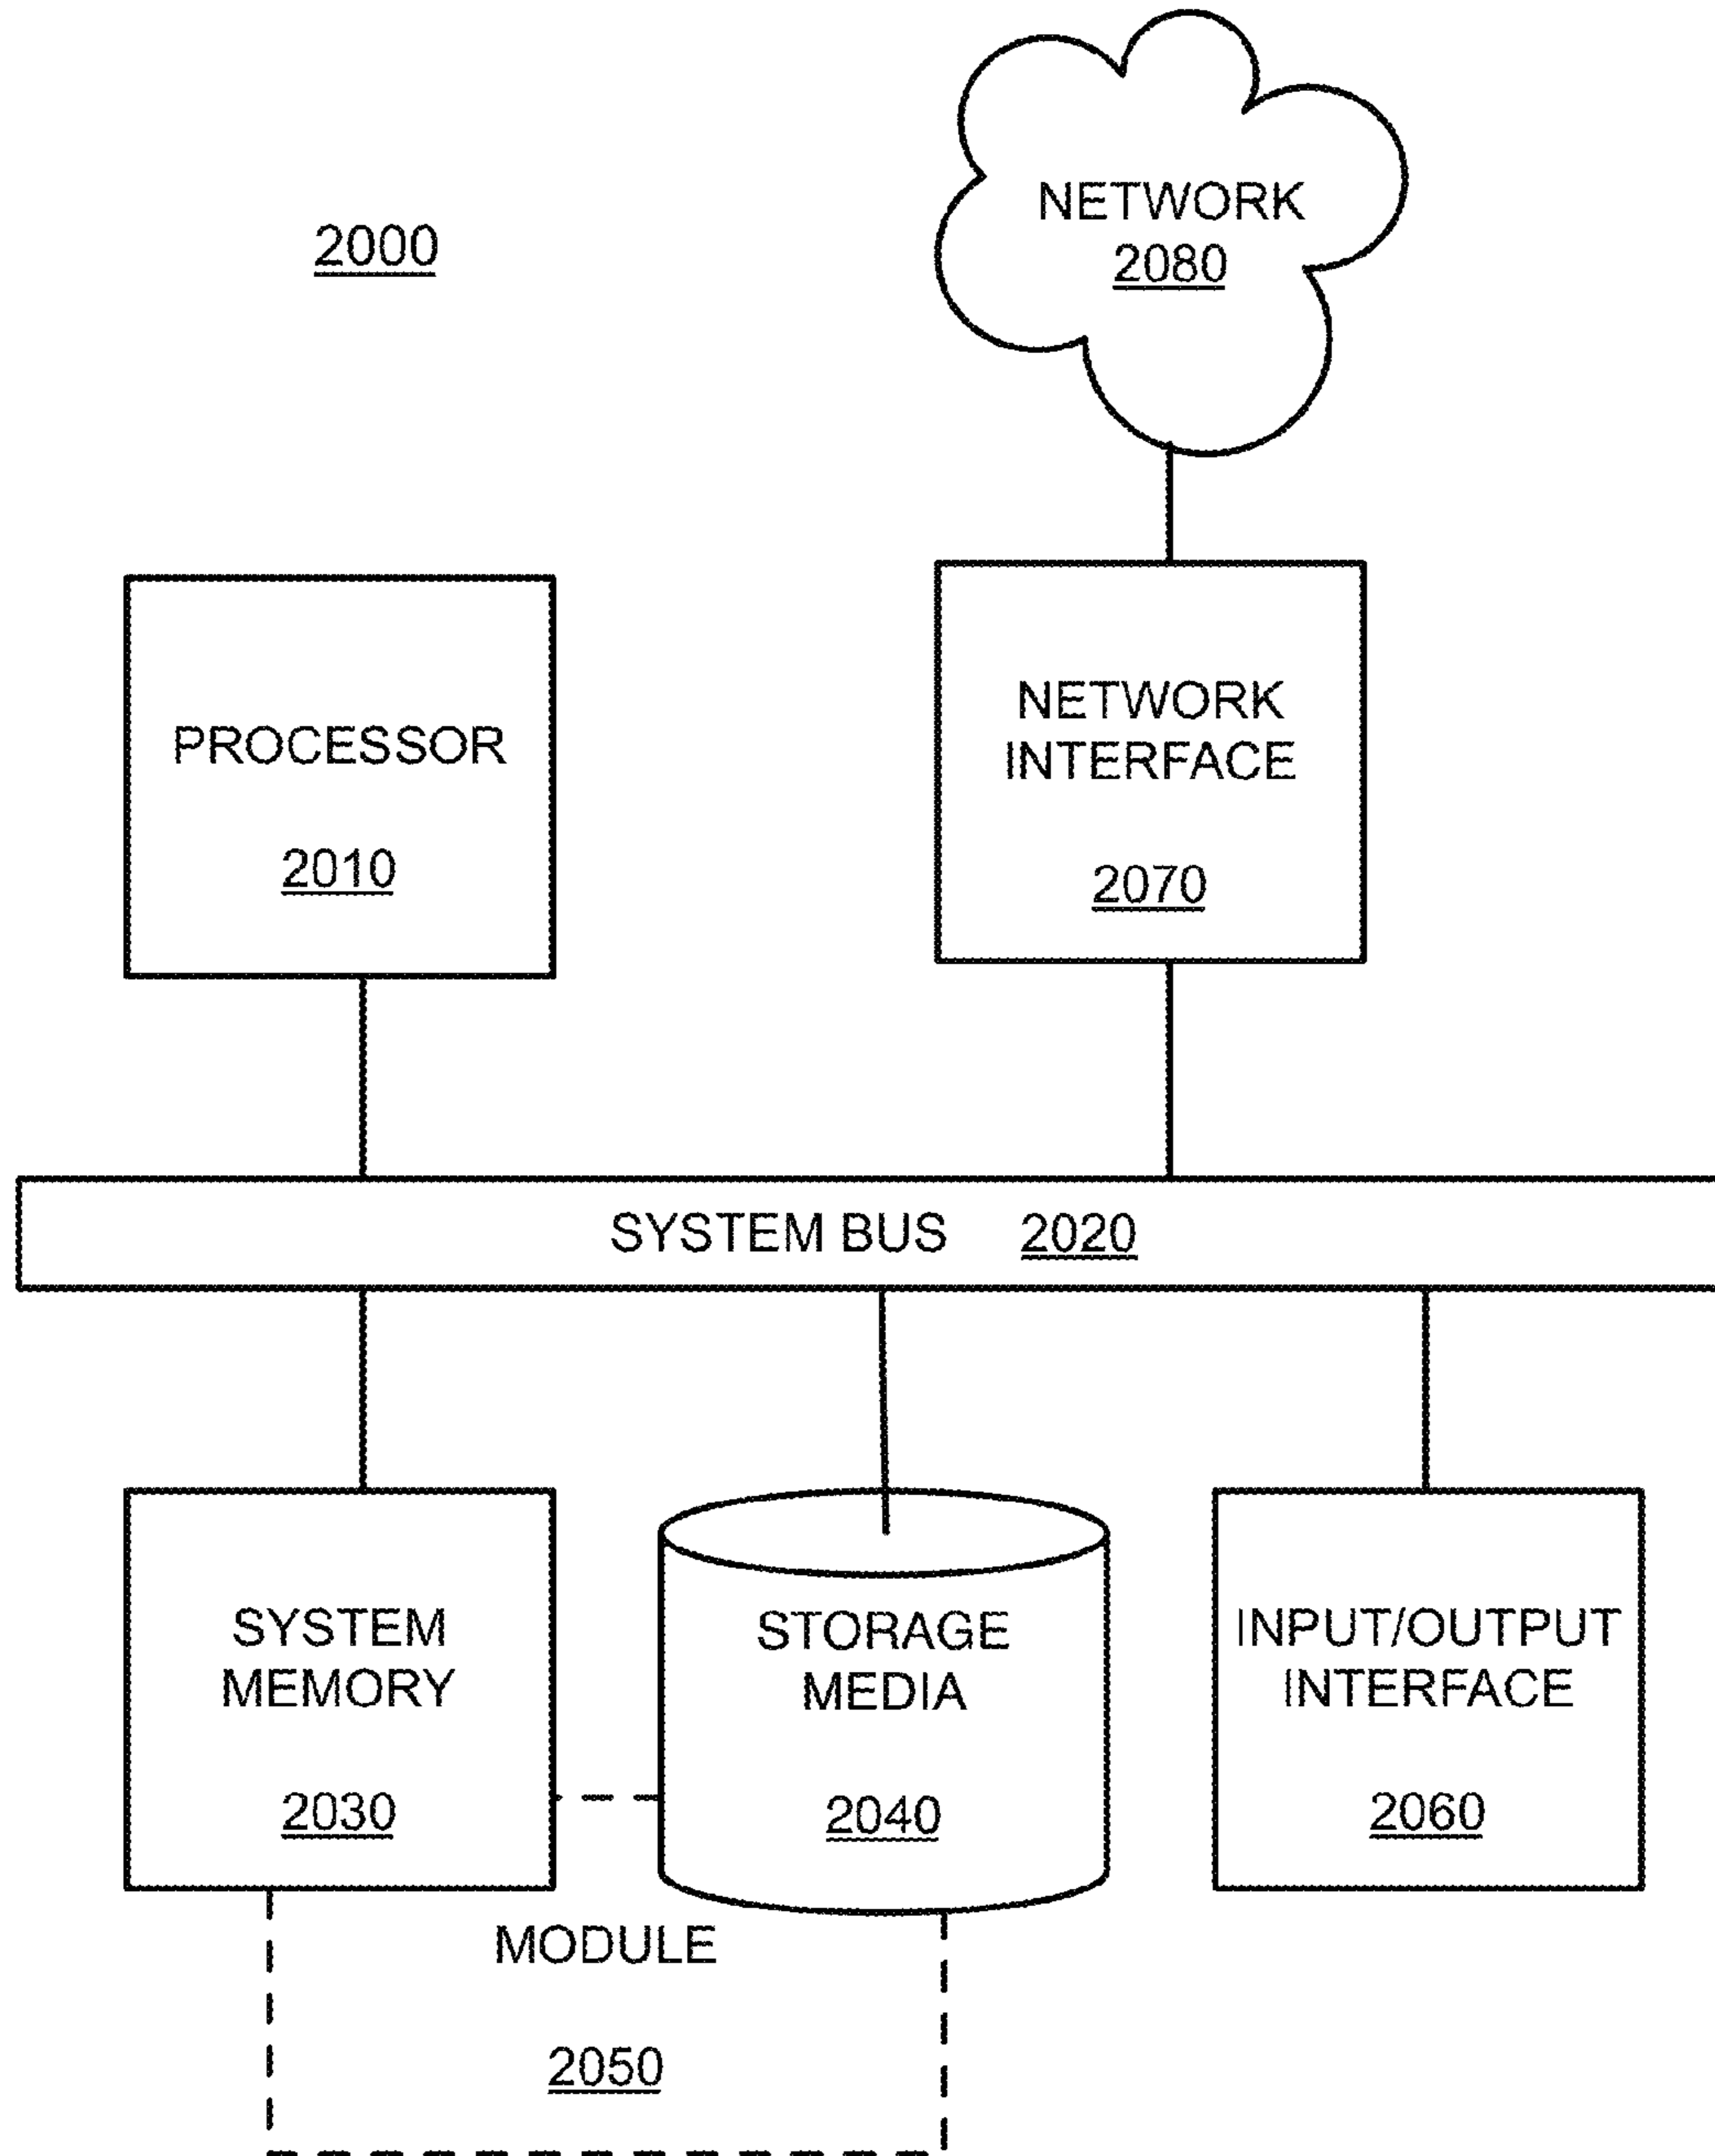 2000
NETWORK
2080
PROCESSOR
2010
NETWORK
INTERFACE
2070
SYSTEM BUS 2020
SYSTEM
MEMORY
2030
STORAGE
MEDIA
2040
INPUT/OUTPUT
INTERFACE
2060
MODULE
2050